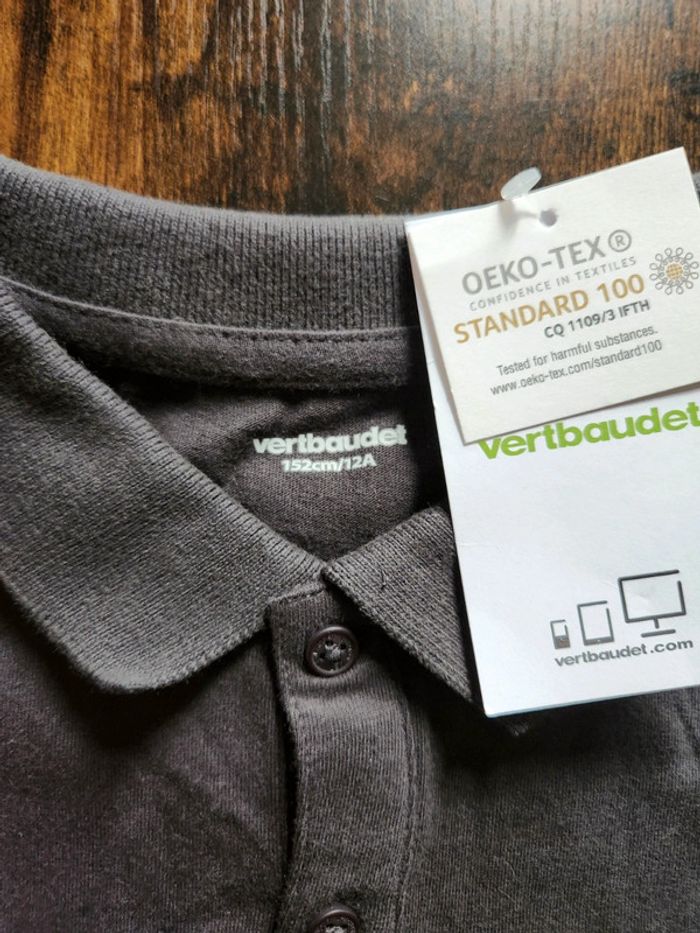 OEKO-TEX®
CONFIDENCE IN TEXTILES
STANDARD 100
CQ 1109/3 IFTH
Tested for harmful substances.
www.oeko-tex.com/standard100
vertbaudet
vertbaudet
152cm/12A
vertbaudet.com